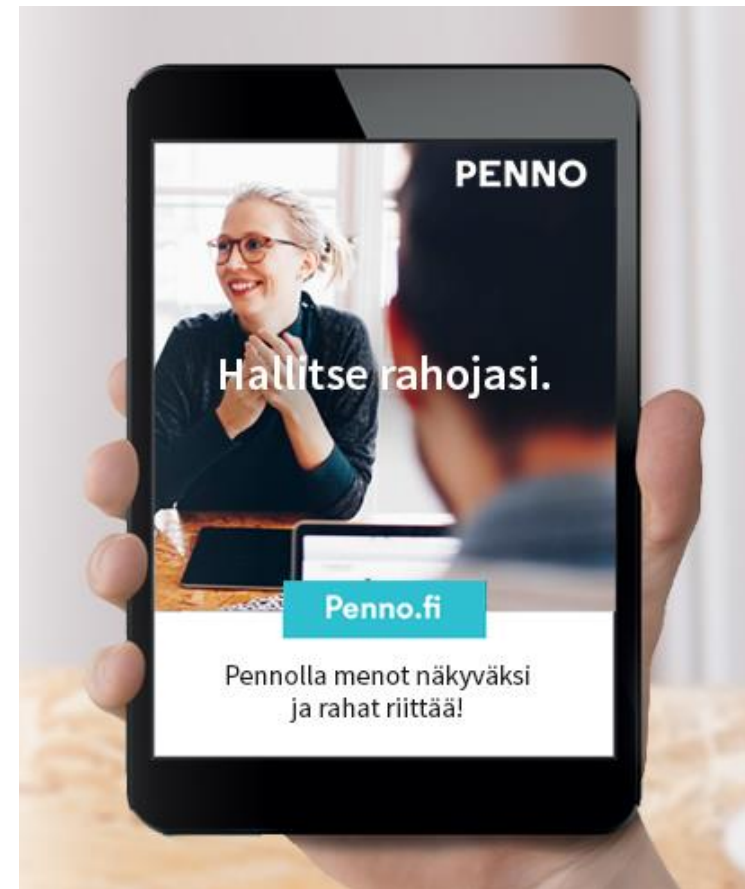 PENNO
Hallitse rahojasi.
Penno.fi
Pennolla menot näkyväksi
ja rahat riittää!